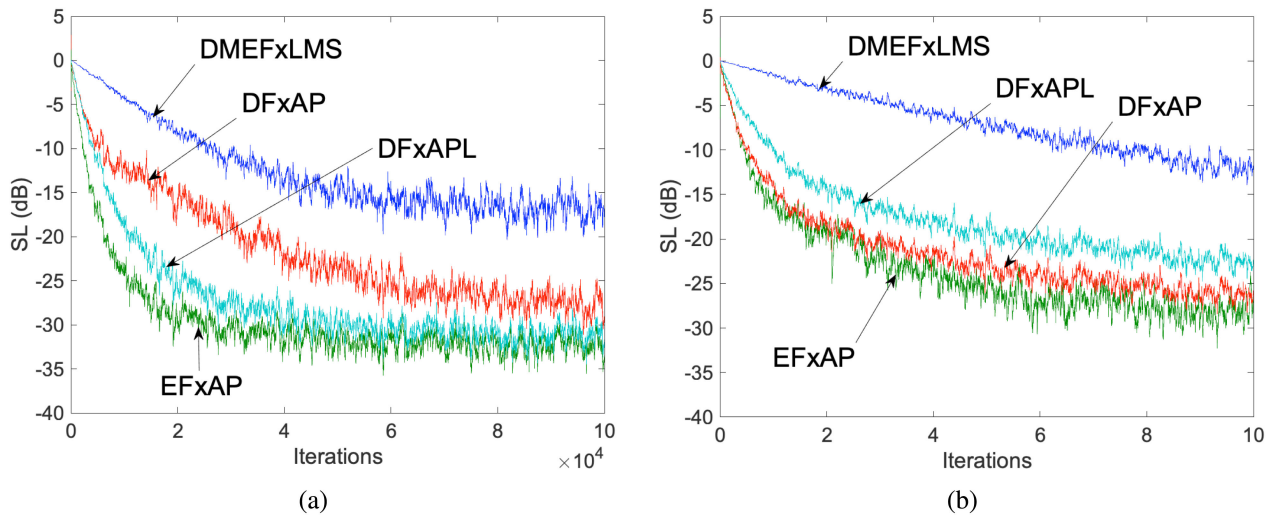 5
0
-5
-10
-15
-20
-25
-30
-35
-40
SL (dB)
DMEFxLMS
DFxAP
DFxAPL
EFxAP
0 2 4 6 8 10
Iterations
×10⁴
(a)
5
0
-5
-10
-15
-20
-25
-30
-35
-40
SL (dB)
DMEFxLMS
DFxAPL
DFxAP
EFxAP
0 2 4 6 8 10
Iterations
(b)